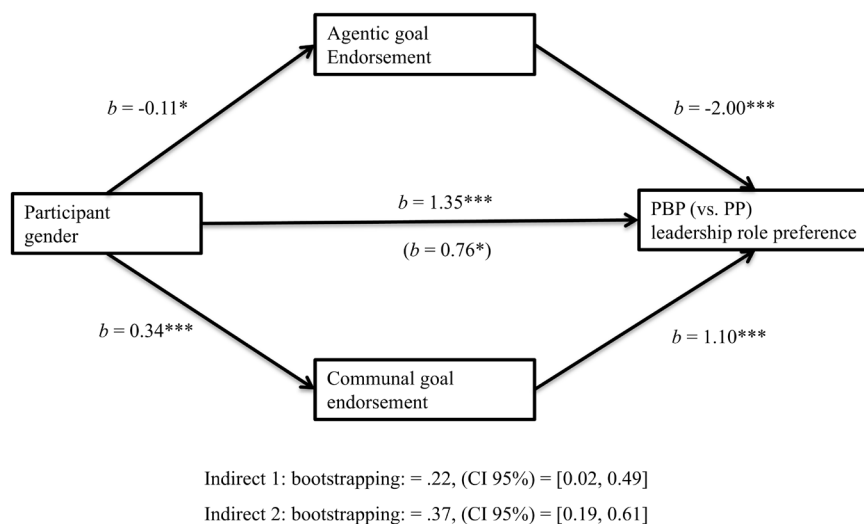 Agentic goal
Endorsement
b = -0.11*
b = -2.00***
Participant
gender
b = 1.35***
(b = 0.76*)
PBP (vs. PP)
leadership role preference
b = 0.34***
b = 1.10***
Communal goal
endorsement
Indirect 1: bootstrapping: = .22, (CI 95%) = [0.02, 0.49]
Indirect 2: bootstrapping: = .37, (CI 95%) = [0.19, 0.61]